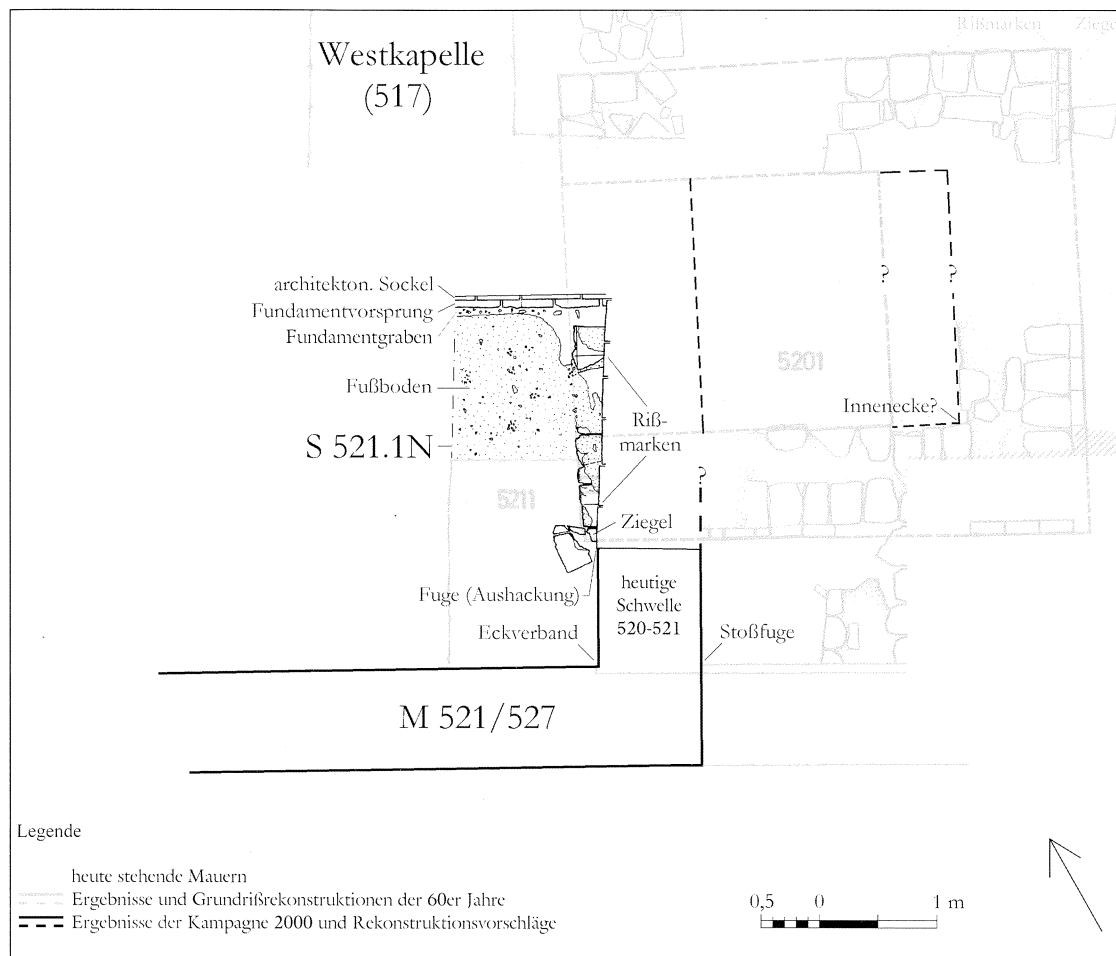 Rißmarken
Ziegel
Westkapelle
(517)
architekton. Sockel
Fundamentvorsprung
Fundamentgraben
Fußboden
S 521.1N
5211
5201
?
?
Innenecke?
Riß-
marken
?
Ziegel
Fuge (Aushackung)
Eckverband
heutige
Schwelle
520-521
Stoßfuge
M 521/527
Legende
heute stehende Mauern
Ergebnisse und Grundrißrekonstruktionen der 60er Jahre
Ergebnisse der Kampagne 2000 und Rekonstruktionsvorschläge
0,5 0 1 m